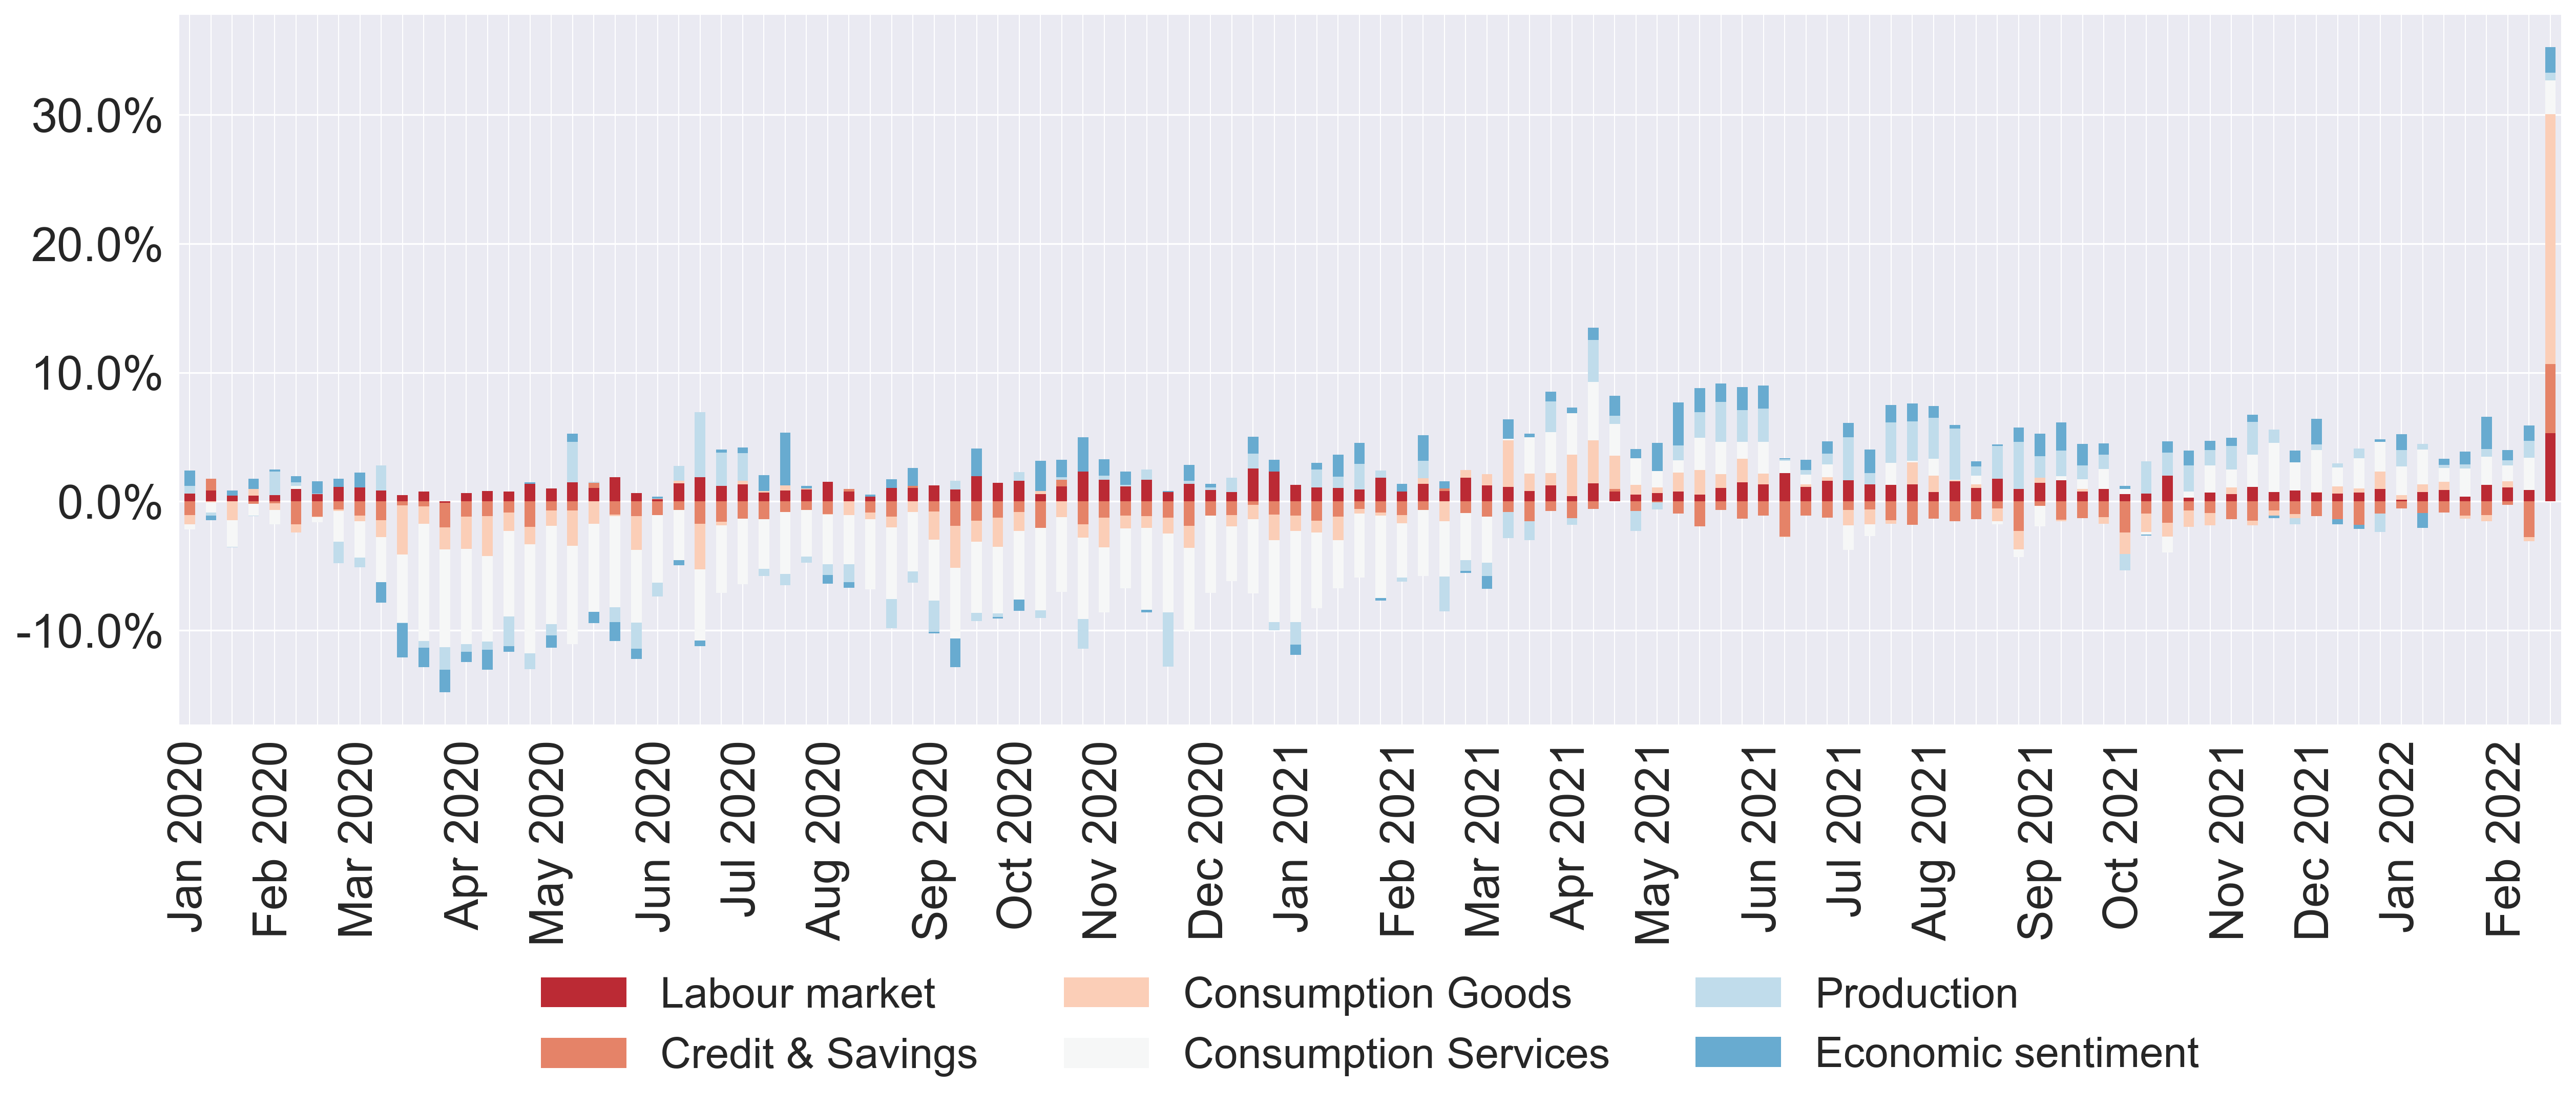 30.0%
20.0%
10.0%
0.0%
-10.0%
Jan 2020
Feb 2020
Mar 2020
Apr 2020
May 2020
Jun 2020
Jul 2020
Aug 2020
Sep 2020
Oct 2020
Nov 2020
Dec 2020
Jan 2021
Feb 2021
Mar 2021
Apr 2021
May 2021
Jun 2021
Jul 2021
Aug 2021
Sep 2021
Oct 2021
Nov 2021
Dec 2021
Jan 2022
Feb 2022
Labour market
Consumption Goods
Production
Credit & Savings
Consumption Services
Economic sentiment